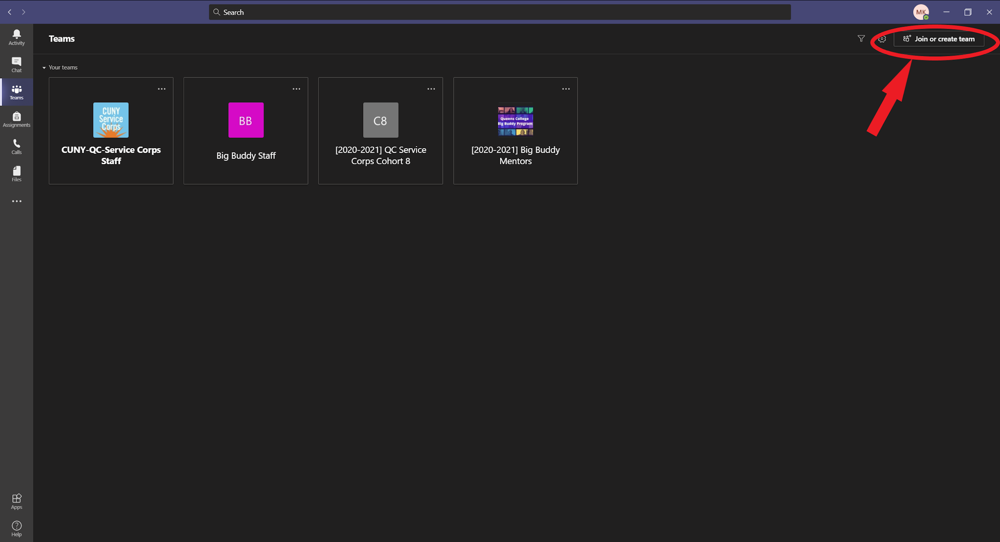 Search
MK
Activity
Chat
Teams
Assignments
Calls
Files
Apps
Help
Teams
Join or create team
Your teams
CUNY
Service
Corps
CUNY-QC-Service Corps
Staff
BB
Big Buddy Staff
C8
[2020-2021] QC Service
Corps Cohort 8
Queens College
Big Buddy Program
[2020-2021] Big Buddy
Mentors